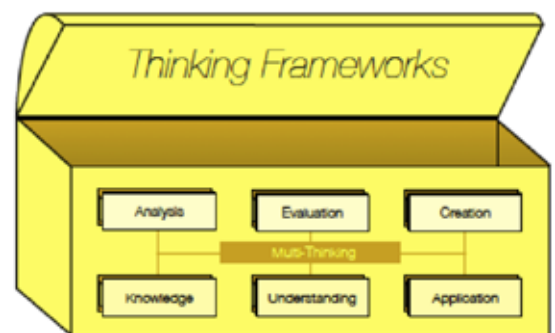 Thinking Frameworks
Analysis Evaluation Creation
Multi-Thinking
Knowledge Understanding Application